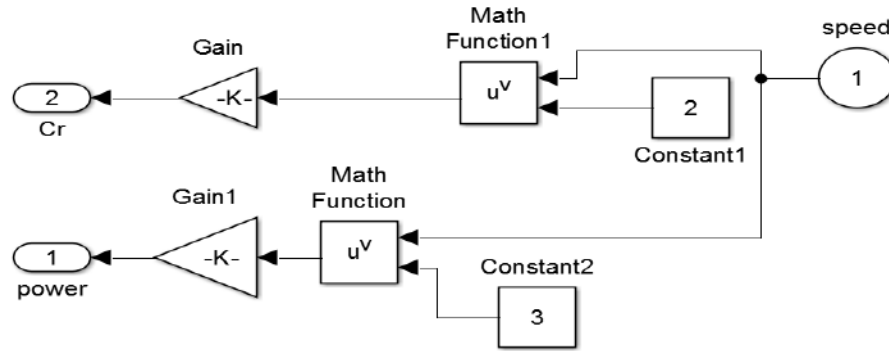 Math
Function1
speed
Gain
1
2
-K-
u^v
2
Cr
Constant1
Math
Function
Gain1
1
-K-
u^v
Constant2
power
3